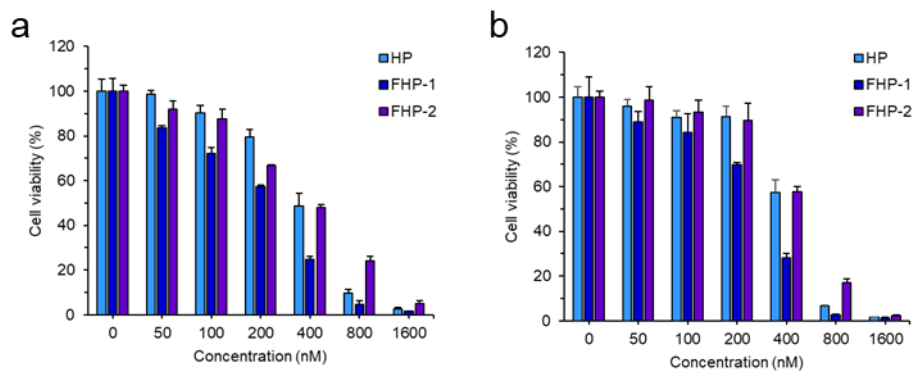 a
120
100
80
60
40
20
0
Cell viability (%)
HP
FHP-1
FHP-2
0 50 100 200 400 800 1600
Concentration (nM)
b
120
100
80
60
40
20
0
Cell viability (%)
HP
FHP-1
FHP-2
0 50 100 200 400 800 1600
Concentration (nM)